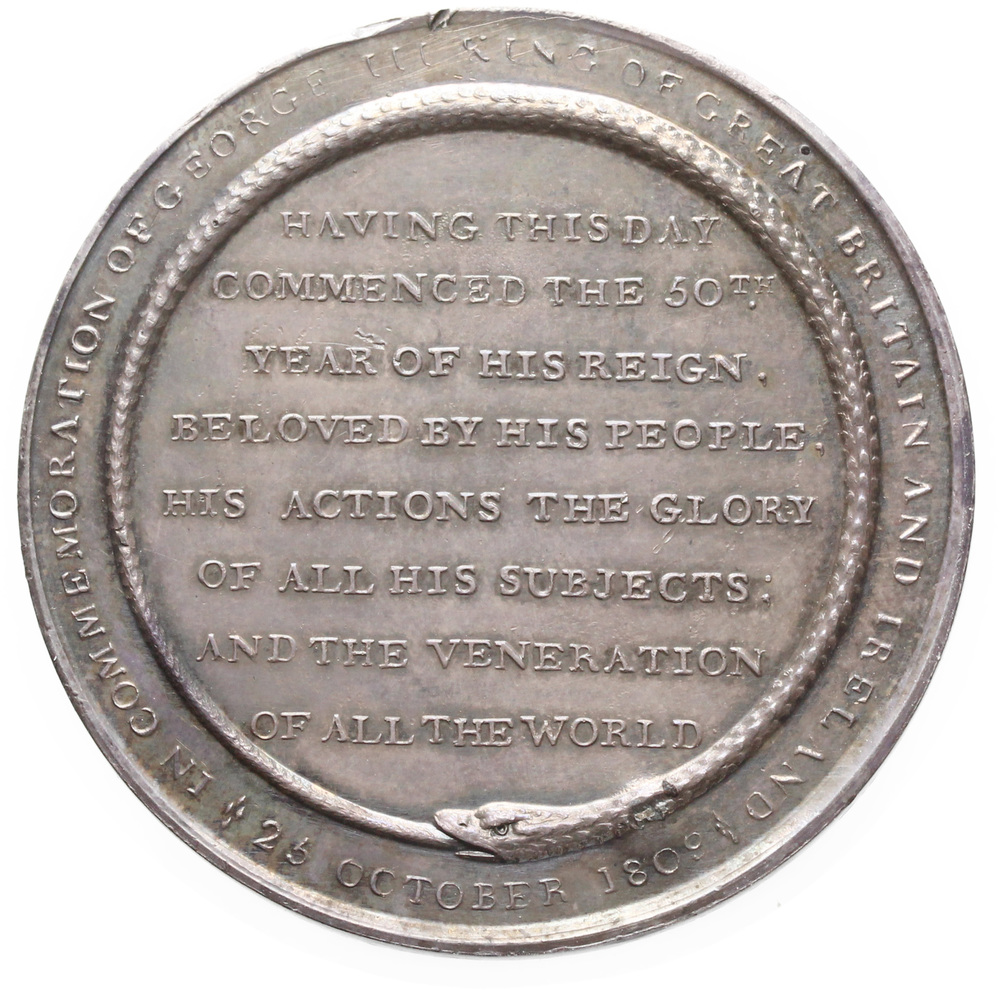 IN COMMEMORATION OF GEORGE III KING OF GREAT BRITAIN AND IRELAND
25 OCTOBER 1809
HAVING THIS DAY
COMMENCED THE 50TH
YEAR OF HIS REIGN.
BELOVED BY HIS PEOPLE,
HIS ACTIONS THE GLORY
OF ALL HIS SUBJECTS;
AND THE VENERATION
OF ALL THE WORLD